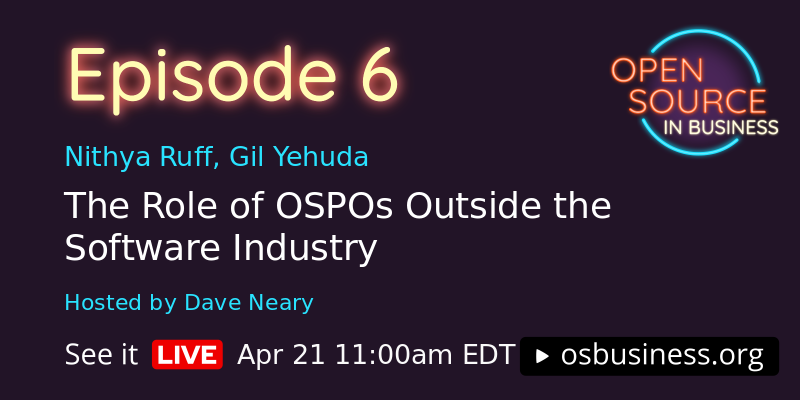 Episode 6
OPEN
SOURCE
IN BUSINESS
Nithya Ruff, Gil Yehuda
The Role of OSPOs Outside the
Software Industry
Hosted by Dave Neary
See it LIVE Apr 21 11:00am EDT osbusiness.org